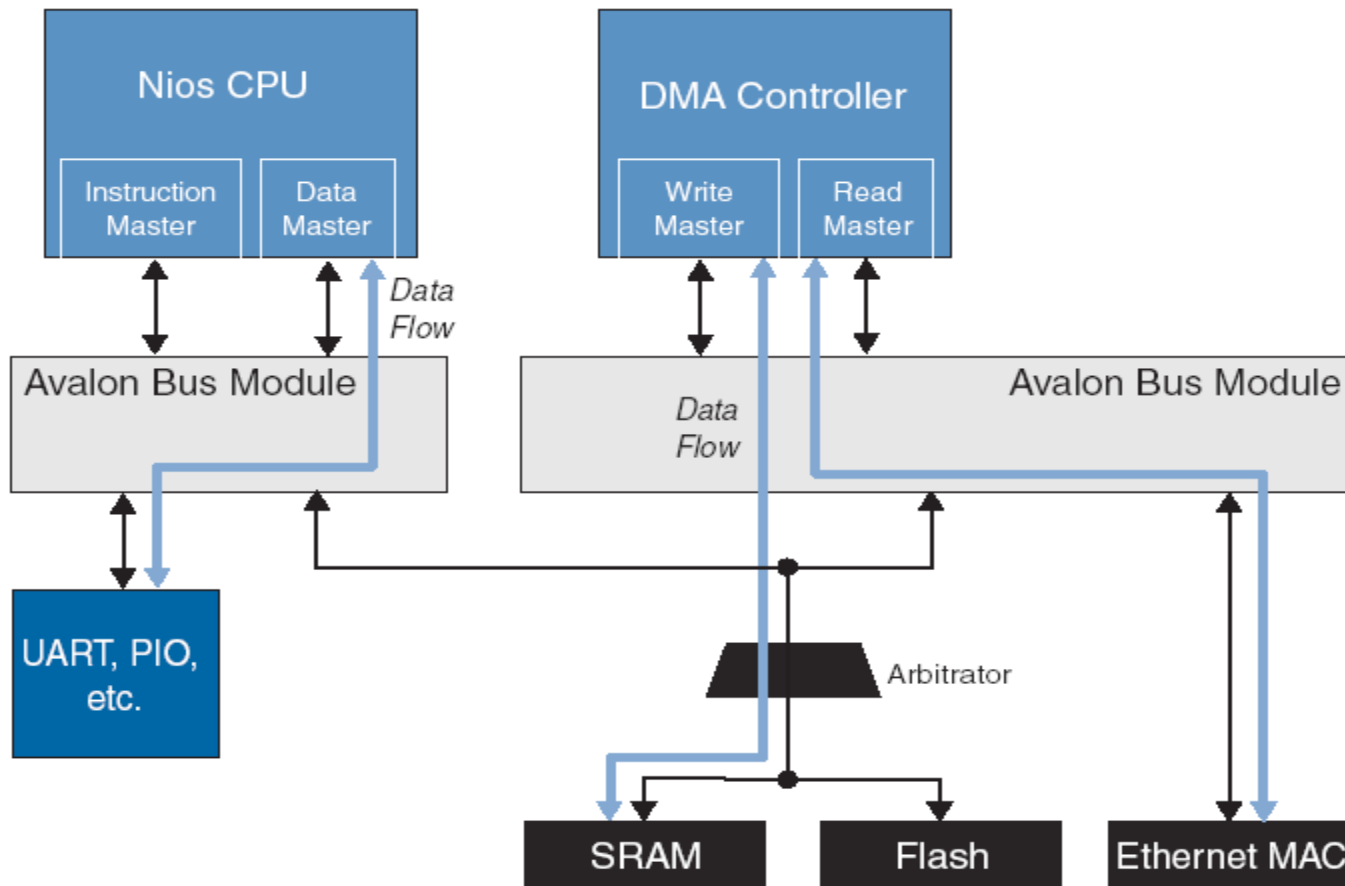 Nios CPU
DMA Controller
Instruction
Master
Data
Master
Write
Master
Read
Master
Data
Flow
Avalon Bus Module
Avalon Bus Module
Data
Flow
UART, PIO,
etc.
Arbitrator
SRAM
Flash
Ethernet MAC